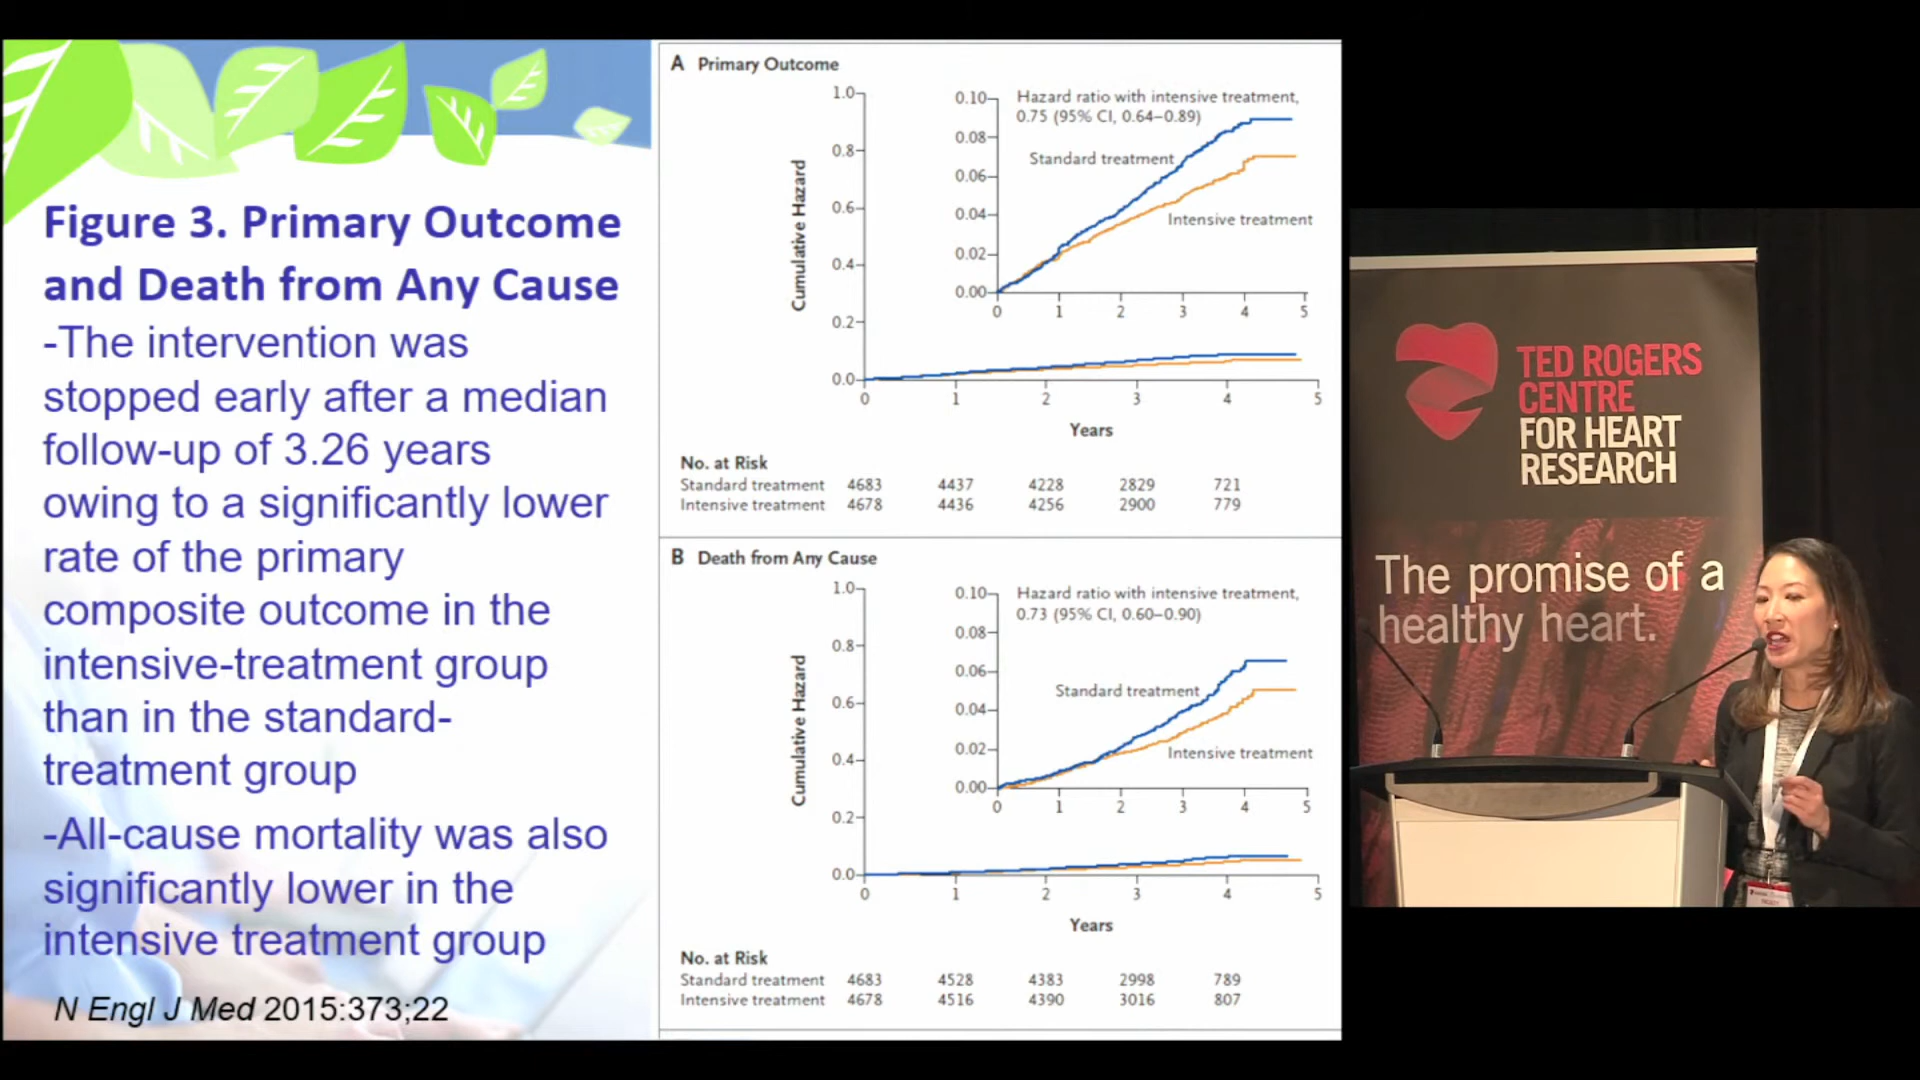 Figure 3. Primary Outcome
and Death from Any Cause
-The intervention was
stopped early after a median
follow-up of 3.26 years
owing to a significantly lower
rate of the primary
composite outcome in the
intensive-treatment group
than in the standard-
treatment group
-All-cause mortality was also
significantly lower in the
intensive treatment group
N Engl J Med 2015:373;22
A Primary Outcome
Cumulative Hazard
1.0
0.8
0.6
0.4
0.2
0.0
0 1 2 3 4 5
Years
0.10
0.08
0.06
0.04
0.02
0.00
0 1 2 3 4 5
Hazard ratio with intensive treatment,
0.75 (95% CI, 0.64–0.89)
Standard treatment
Intensive treatment
No. at Risk
Standard treatment 4683 4437 4228 2829 721
Intensive treatment 4678 4436 4256 2900 779
B Death from Any Cause
Cumulative Hazard
1.0
0.8
0.6
0.4
0.2
0.0
0 1 2 3 4 5
Years
0.10
0.08
0.06
0.04
0.02
0.00
0 1 2 3 4 5
Hazard ratio with intensive treatment,
0.73 (95% CI, 0.60–0.90)
Standard treatment
Intensive treatment
No. at Risk
Standard treatment 4683 4528 4383 2998 789
Intensive treatment 4678 4516 4390 3016 807
TED ROGERS
CENTRE
FOR HEART
RESEARCH
The promise of a
healthy heart.